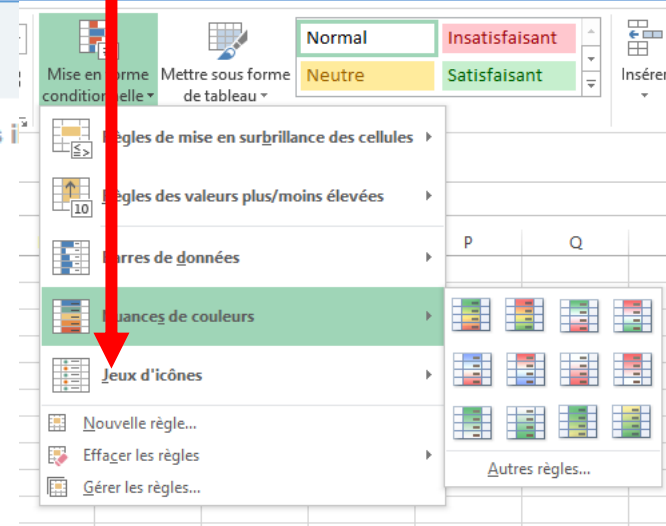 Normal Insatisfaisant
Mise en forme Mettre sous forme Neutre Satisfaisant Insérer
conditionnelle de tableau
Règles de mise en surbrillance des cellules
10 Règles des valeurs plus/moins élevées
P Q
Barres de données
Nuances de couleurs
Jeux d'icônes
Nouvelle règle...
Effacer les règles
Autres règles...
Gérer les règles...